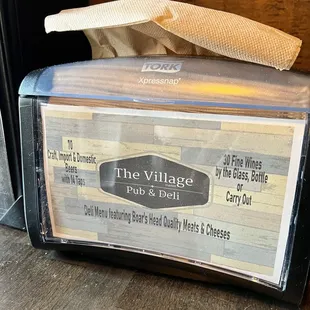 TORK
Xpressnap®
70
Craft, Import & Domestic
Beers
with 14 Taps
The Village
Pub & Deli
30 Fine Wines
by the Glass, Bottle
or
Carry Out
Deli Menu featuring Boar's Head Quality Meats & Cheeses